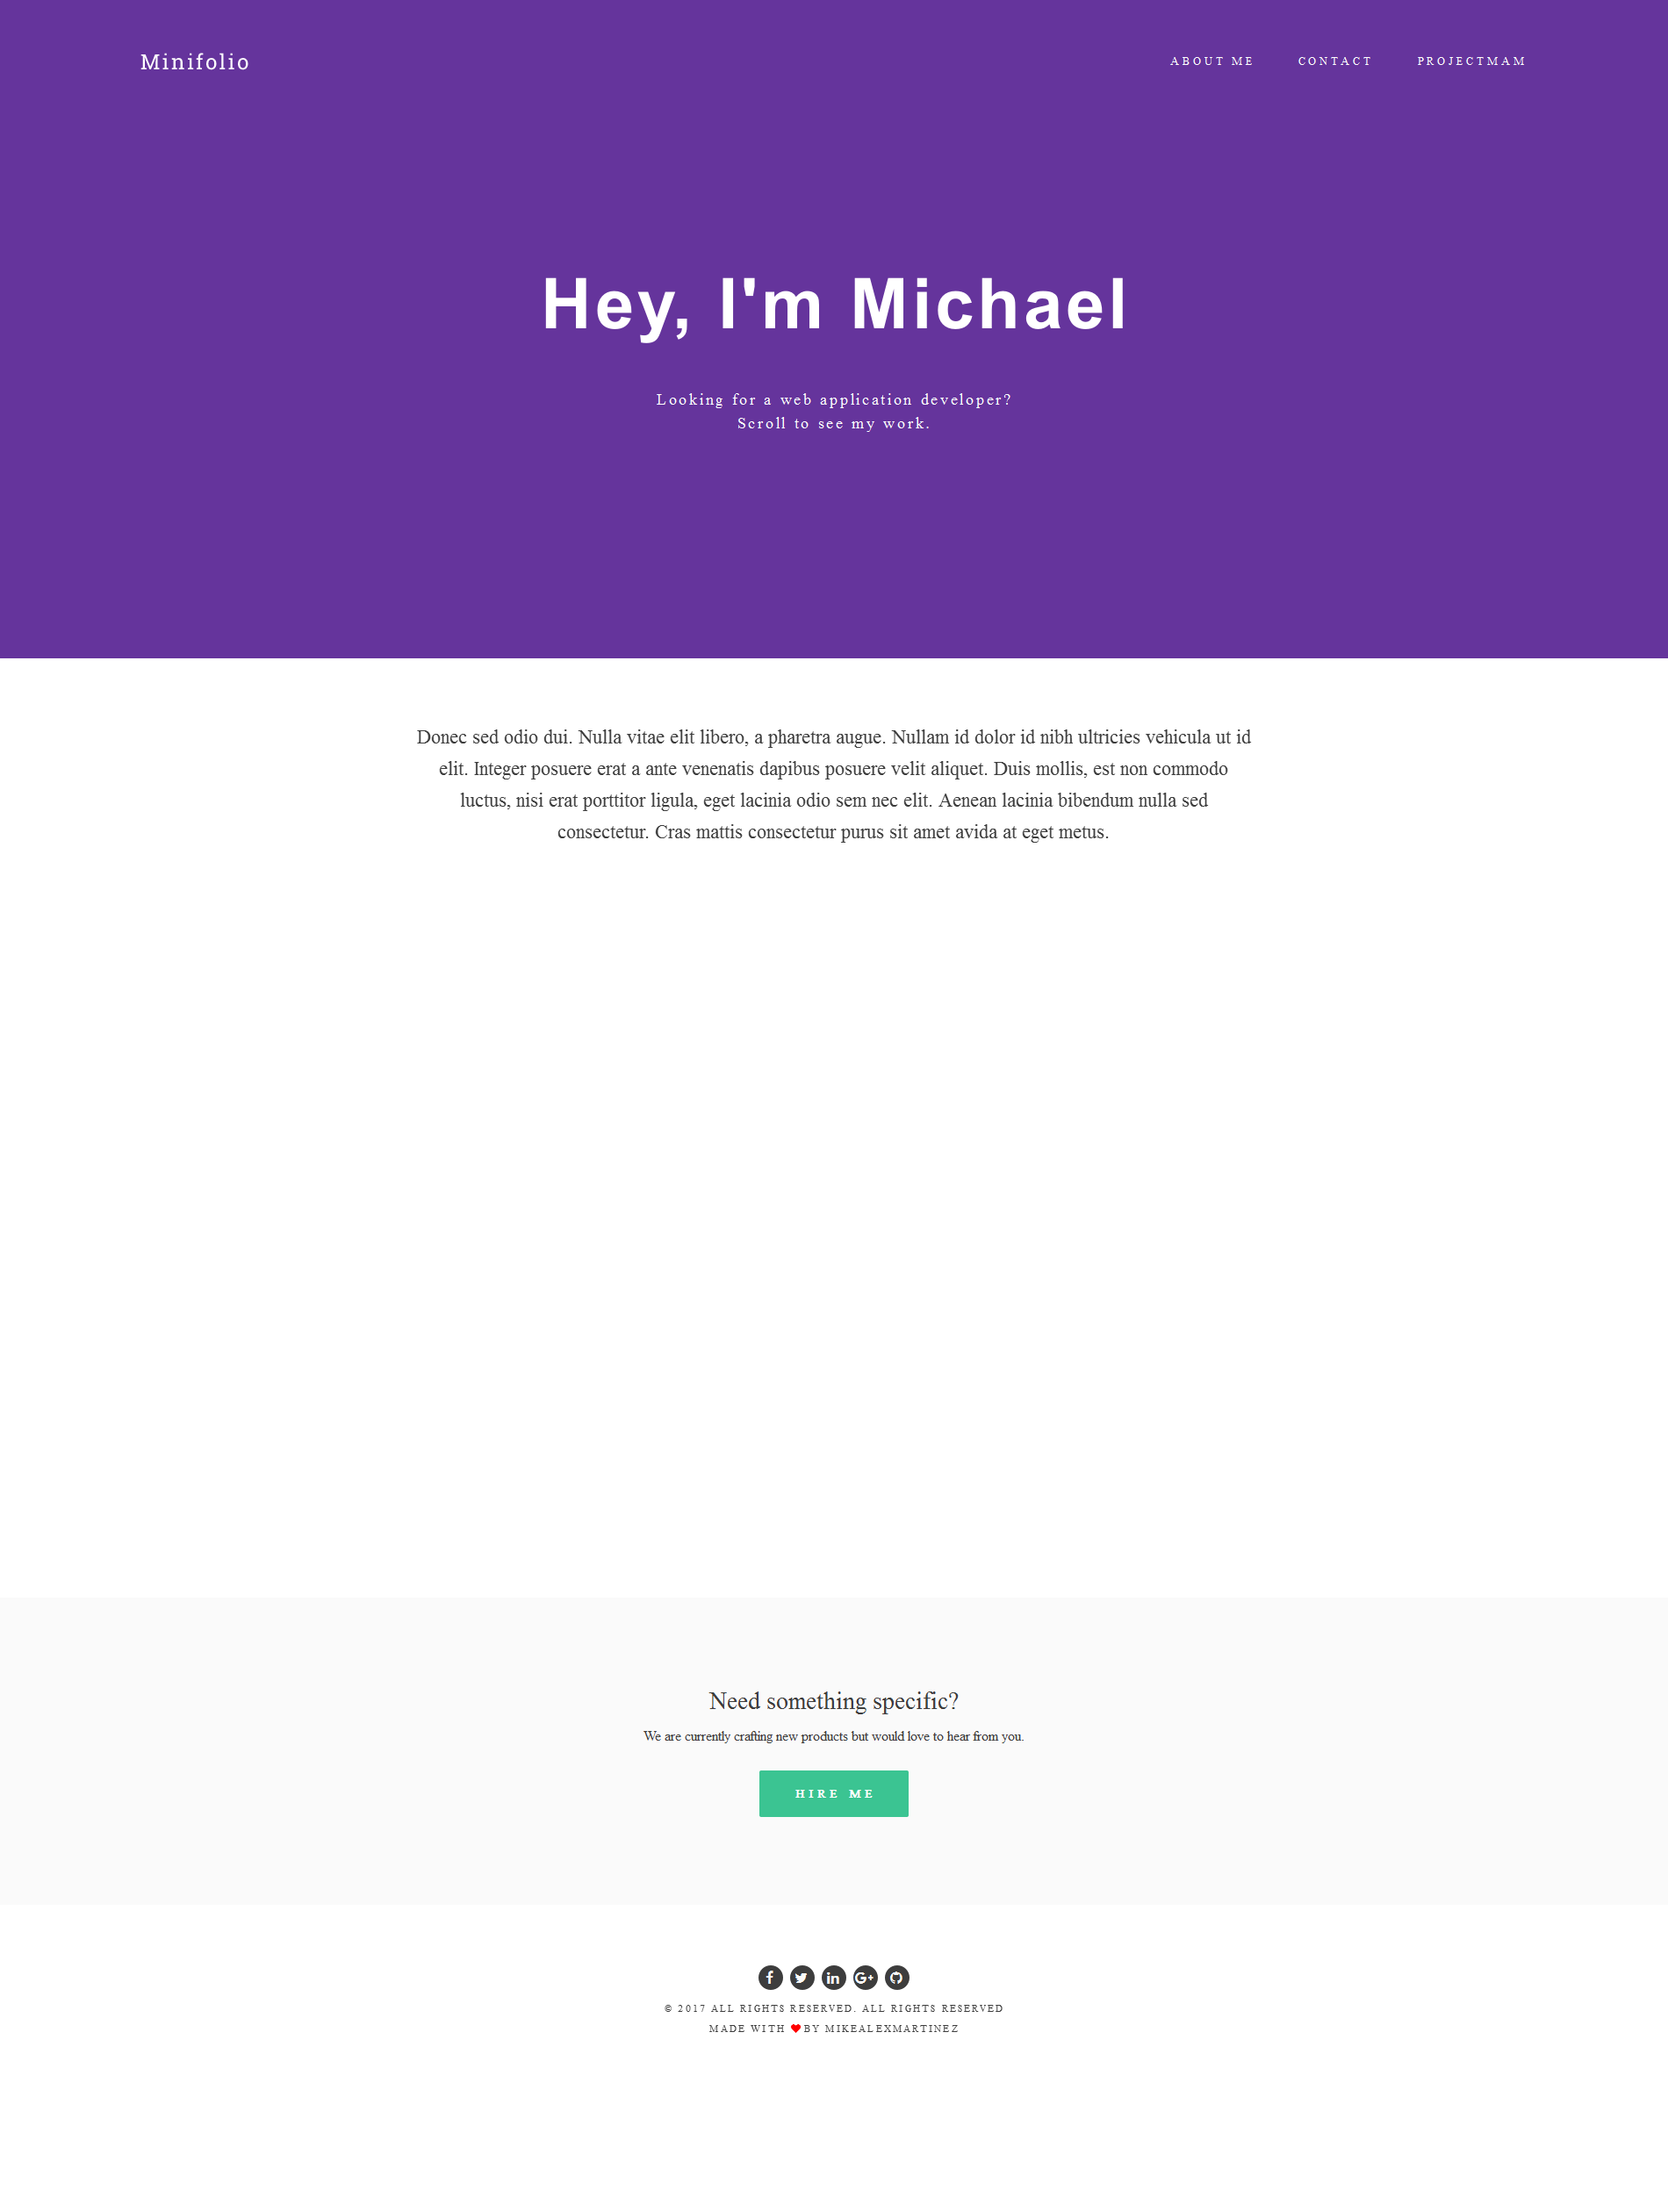 Minifolio
ABOUT ME CONTACT PROJECTMAM
Hey, I'm Michael
Looking for a web application developer?
Scroll to see my work.
Donec sed odio dui. Nulla vitae elit libero, a pharetra augue. Nullam id dolor id nibh ultricies vehicula ut id
elit. Integer posuere erat a ante venenatis dapibus posuere velit aliquet. Duis mollis, est non commodo
luctus, nisi erat porttitor ligula, eget lacinia odio sem nec elit. Aenean lacinia bibendum nulla sed
consectetur. Cras mattis consectetur purus sit amet avida at eget metus.
Need something specific?
We are currently crafting new products but would love to hear from you.
HIRE ME
© 2017 ALL RIGHTS RESERVED. ALL RIGHTS RESERVED
MADE WITH ❤ BY MIKEALEXMARTINEZ